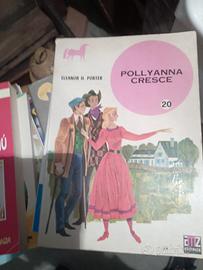 ELEANOR H. PORTER
POLLYANNA
CRESCE
20